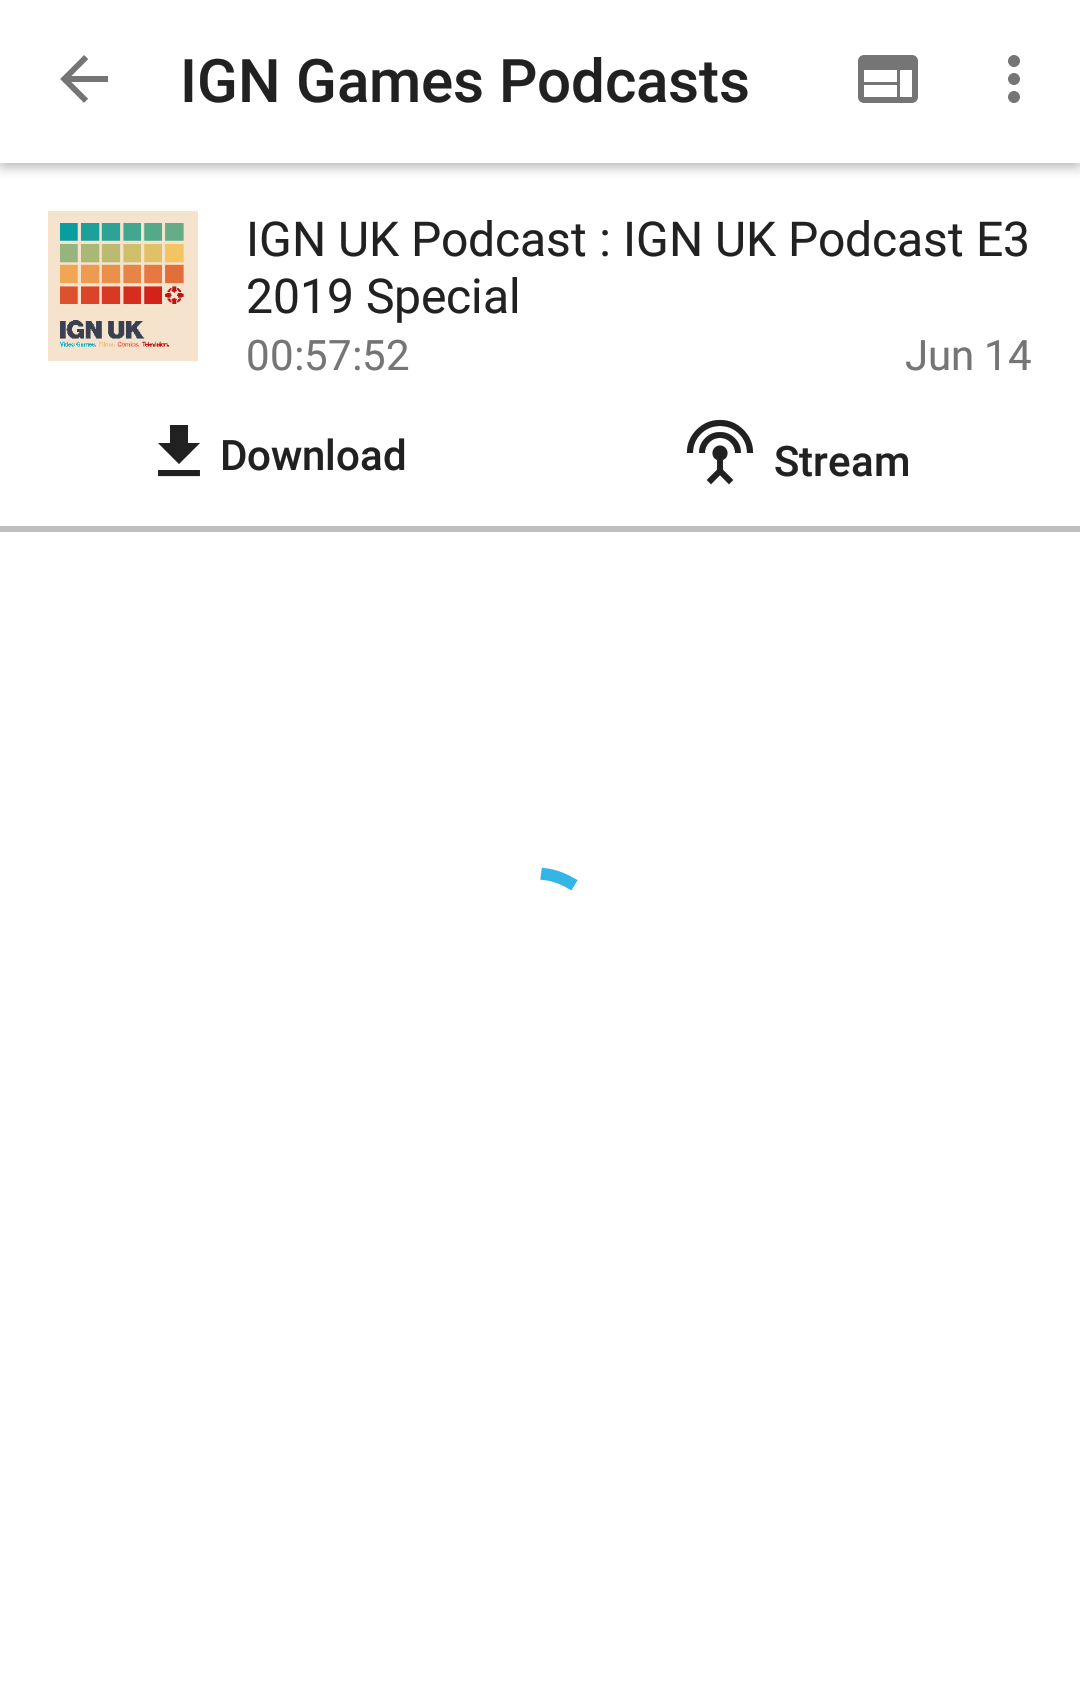 IGN Games Podcasts
IGN UK Podcast : IGN UK Podcast E3
2019 Special
00:57:52
Jun 14
IGN UK
Video Games. Films. Comics. Television.
Download
Stream